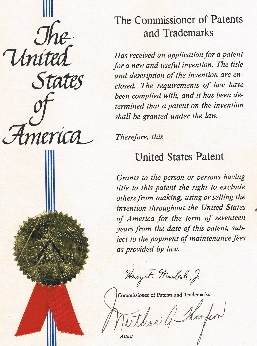 The
United
States
of
America
The Commissioner of Patents
and Trademarks
Has received an application for a patent
for a new and useful invention. The title
and description of the invention are en-
closed. The requirements of law have
been complied with, and it has been de-
termined that a patent on the invention
shall be granted under the law.
Therefore, this
United States Patent
Grants to the person or persons having
title to this patent the right to exclude
others from making, using or selling the
invention throughout the United States
of America for the term of seventeen
years from the date of this patent, sub-
ject to the payment of maintenance fees
as provided by law.
Commissioner of Patents and Trademarks
Attest